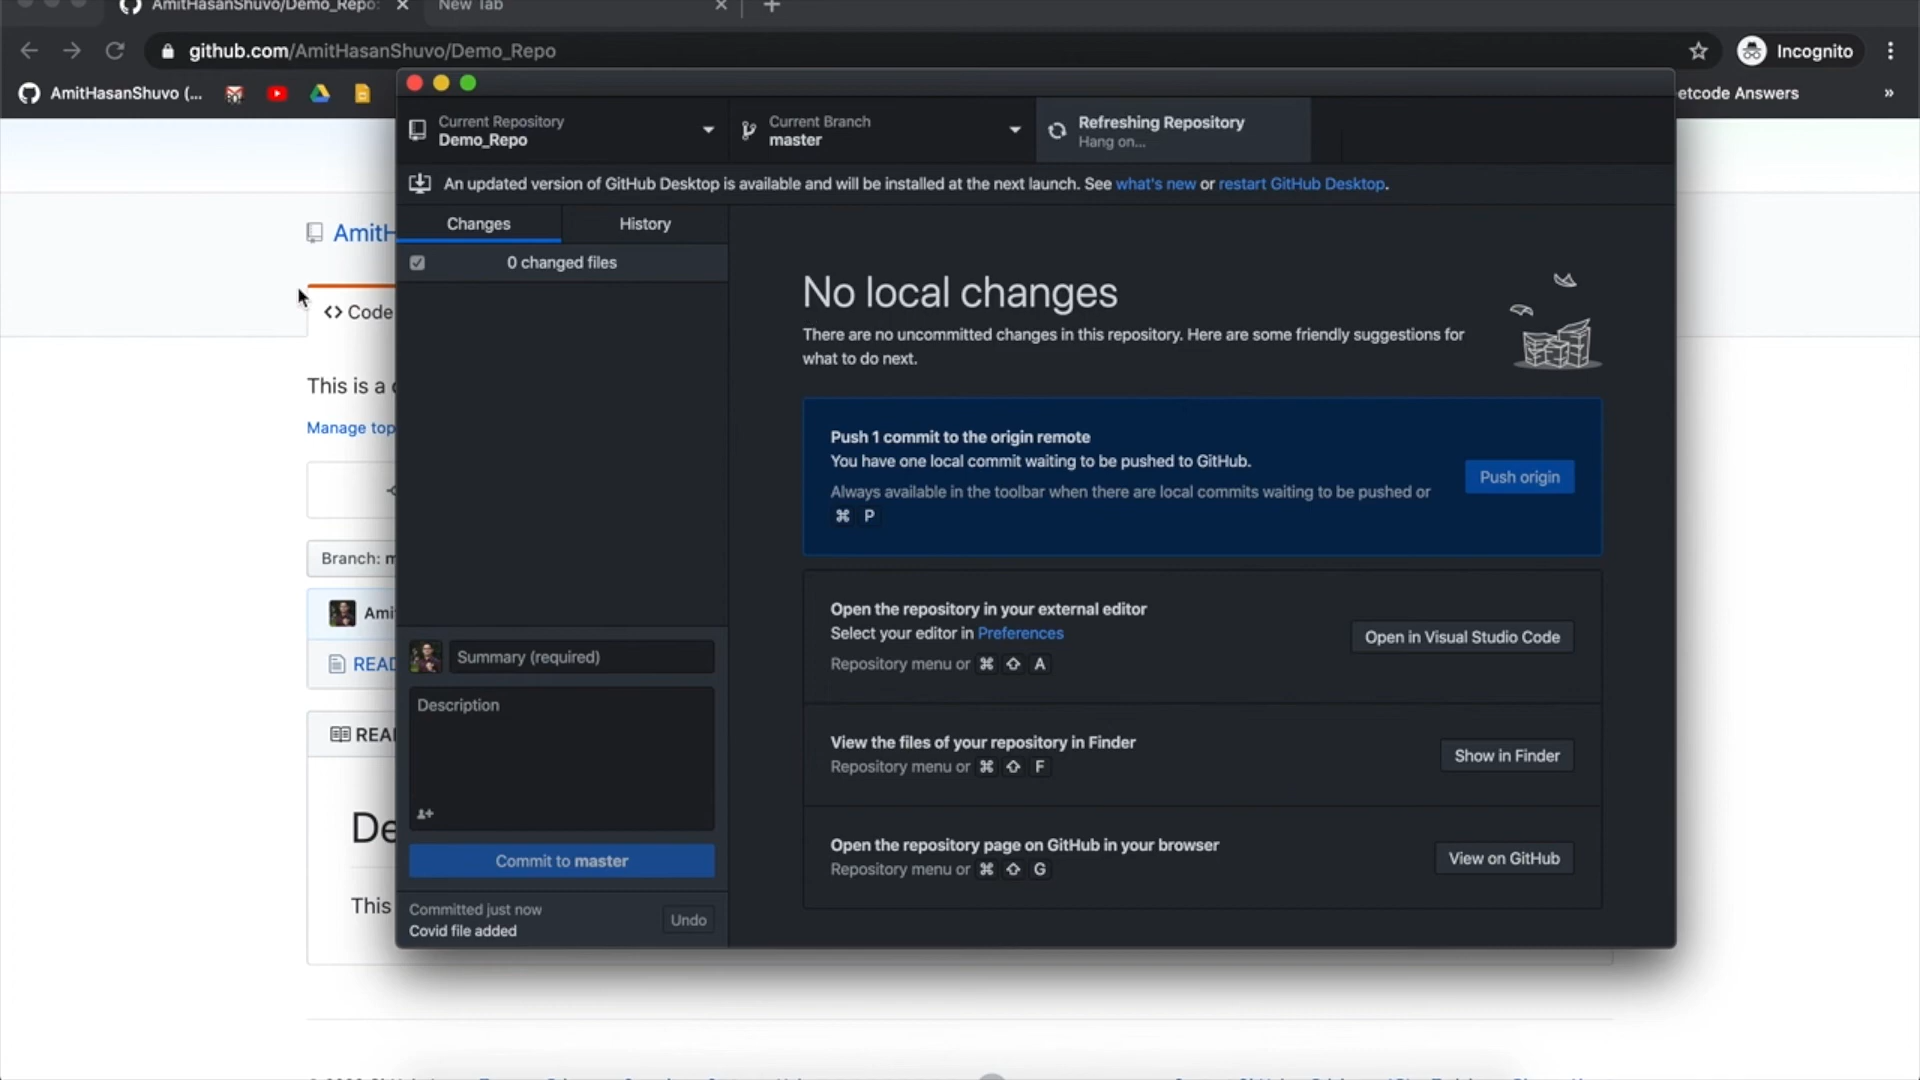 AmitHasanShuvo/Demo_Repo:
New Tab
github.com/AmitHasanShuvo/Demo_Repo
Incognito
AmitHasanShuvo (...
etcode Answers
»
Current Repository
Demo_Repo
Current Branch
master
Refreshing Repository
Hang on...
An updated version of GitHub Desktop is available and will be installed at the next launch. See what's new or restart GitHub Desktop.
Changes
History
0 changed files
AmitH
<> Code
This is a
Manage top
Branch:
Ami
READ
REA
De
This
No local changes
There are no uncommitted changes in this repository. Here are some friendly suggestions for
what to do next.
Push 1 commit to the origin remote
You have one local commit waiting to be pushed to GitHub.
Always available in the toolbar when there are local commits waiting to be pushed or
⌘ P
Push origin
Open the repository in your external editor
Select your editor in Preferences
Repository menu or ⌘ ⇧ A
Open in Visual Studio Code
View the files of your repository in Finder
Repository menu or ⌘ ⇧ F
Show in Finder
Open the repository page on GitHub in your browser
Repository menu or ⌘ ⇧ G
View on GitHub
Summary (required)
Description
Commit to master
Committed just now
Covid file added
Undo